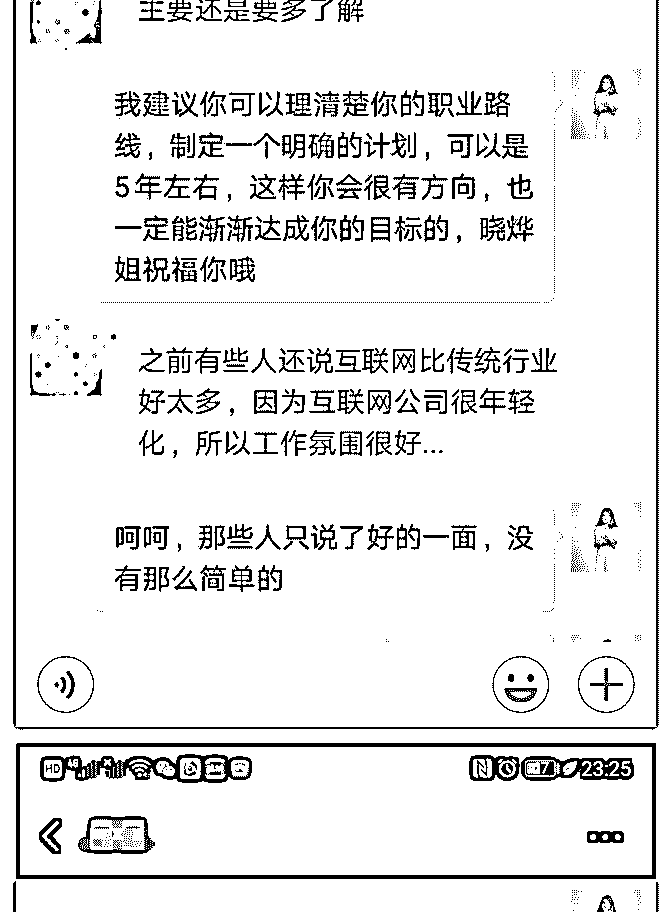 主要还是要多了解
我建议你可以理清楚你的职业路
线，制定一个明确的计划，可以是
5年左右，这样你会很有方向，也
一定能渐渐达成你的目标的，晓烨
姐祝福你哦
之前有些人还说互联网比传统行业
好太多，因为互联网公司很年轻
化，所以工作氛围很好...
呵呵，那些人只说了好的一面，没
有那么简单的
HD 7 23:25